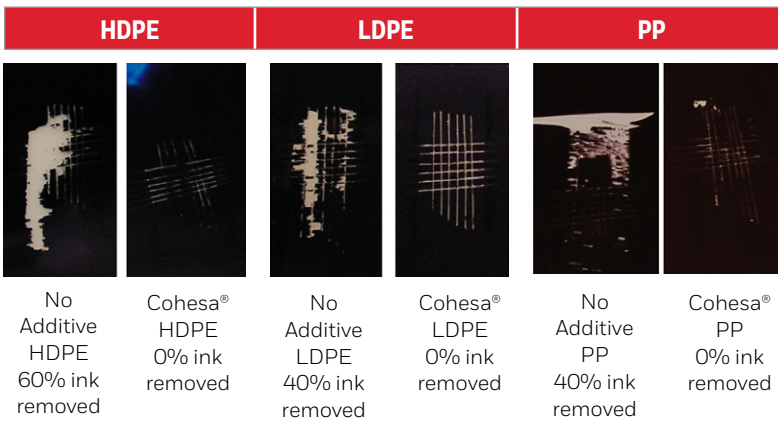 HDPE
LDPE
PP
No
Additive
HDPE
60% ink
removed
Cohesa®
HDPE
0% ink
removed
No
Additive
LDPE
40% ink
removed
Cohesa®
LDPE
0% ink
removed
No
Additive
PP
40% ink
removed
Cohesa®
PP
0% ink
removed